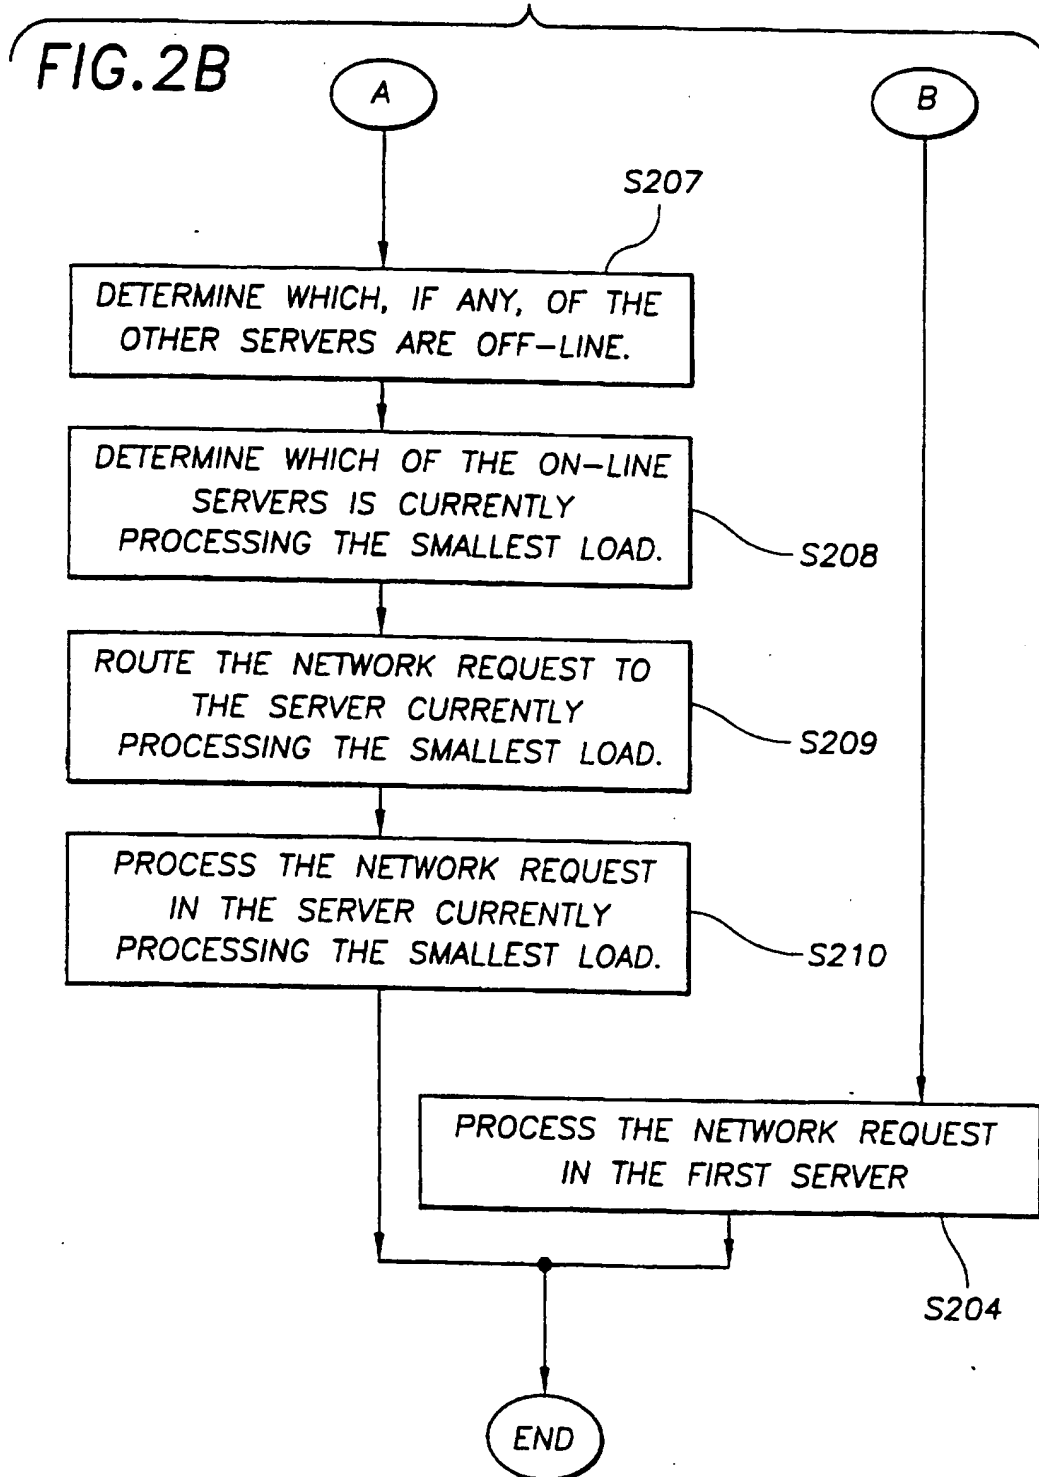 FIG.2B
A
B
S207
DETERMINE WHICH, IF ANY, OF THE
OTHER SERVERS ARE OFF-LINE.
DETERMINE WHICH OF THE ON-LINE
SERVERS IS CURRENTLY
PROCESSING THE SMALLEST LOAD.
S208
ROUTE THE NETWORK REQUEST TO
THE SERVER CURRENTLY
PROCESSING THE SMALLEST LOAD.
S209
PROCESS THE NETWORK REQUEST
IN THE SERVER CURRENTLY
PROCESSING THE SMALLEST LOAD.
S210
PROCESS THE NETWORK REQUEST
IN THE FIRST SERVER
S204
END